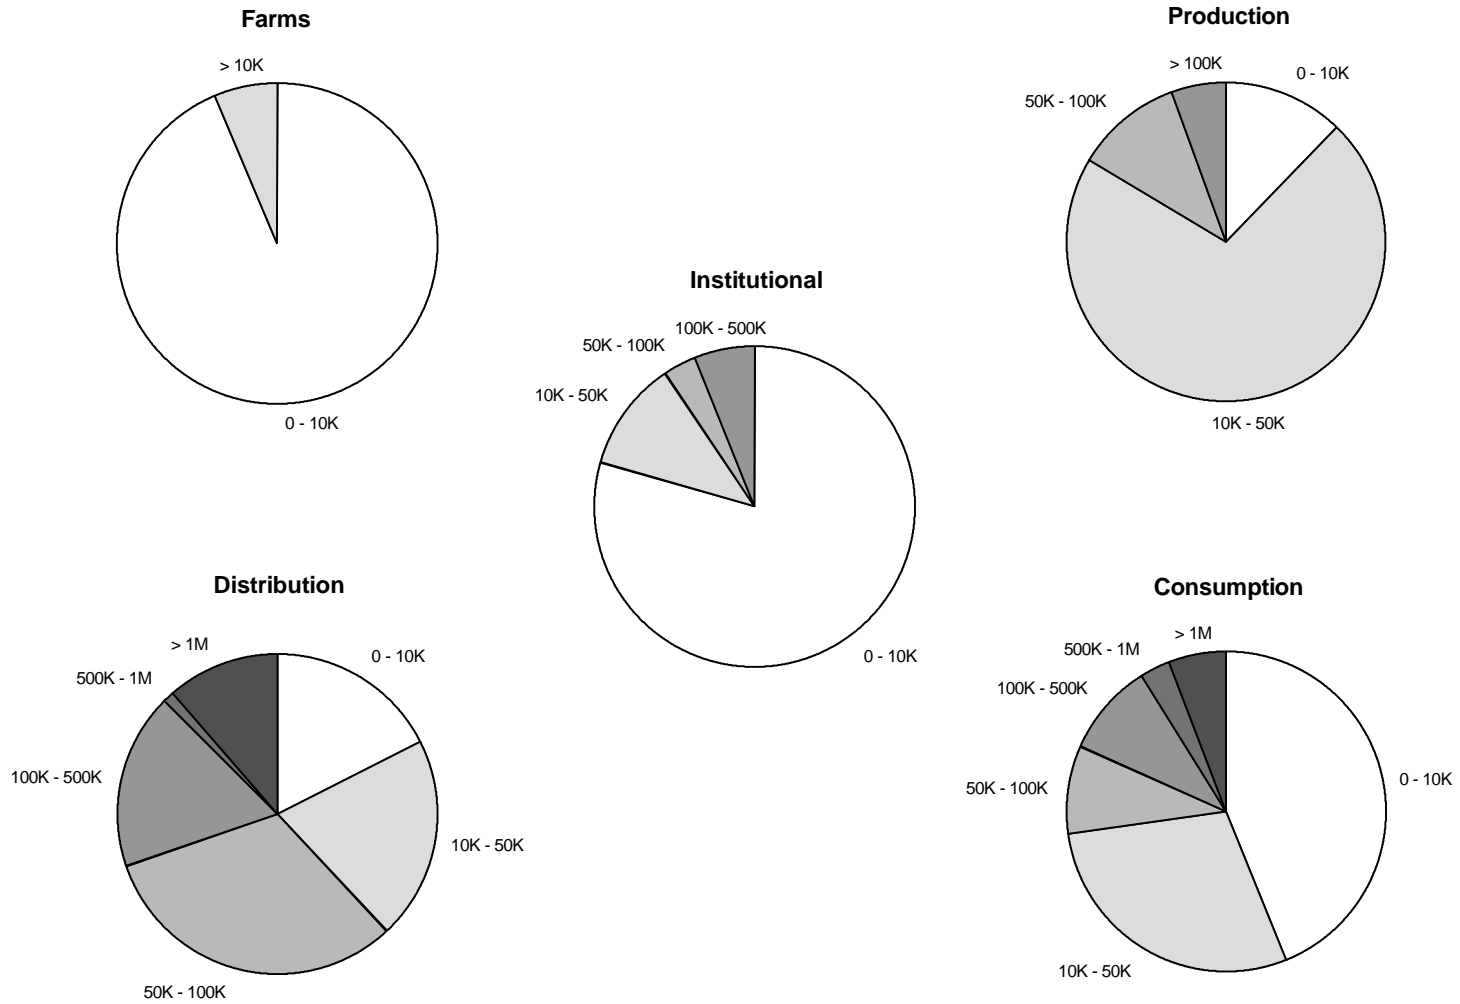 Farms
> 10K
0 - 10K
Production
> 100K
0 - 10K
50K - 100K
10K - 50K
Institutional
100K - 500K
50K - 100K
10K - 50K
0 - 10K
Distribution
> 1M
0 - 10K
500K - 1M
100K - 500K
10K - 50K
50K - 100K
Consumption
> 1M
500K - 1M
100K - 500K
0 - 10K
50K - 100K
10K - 50K